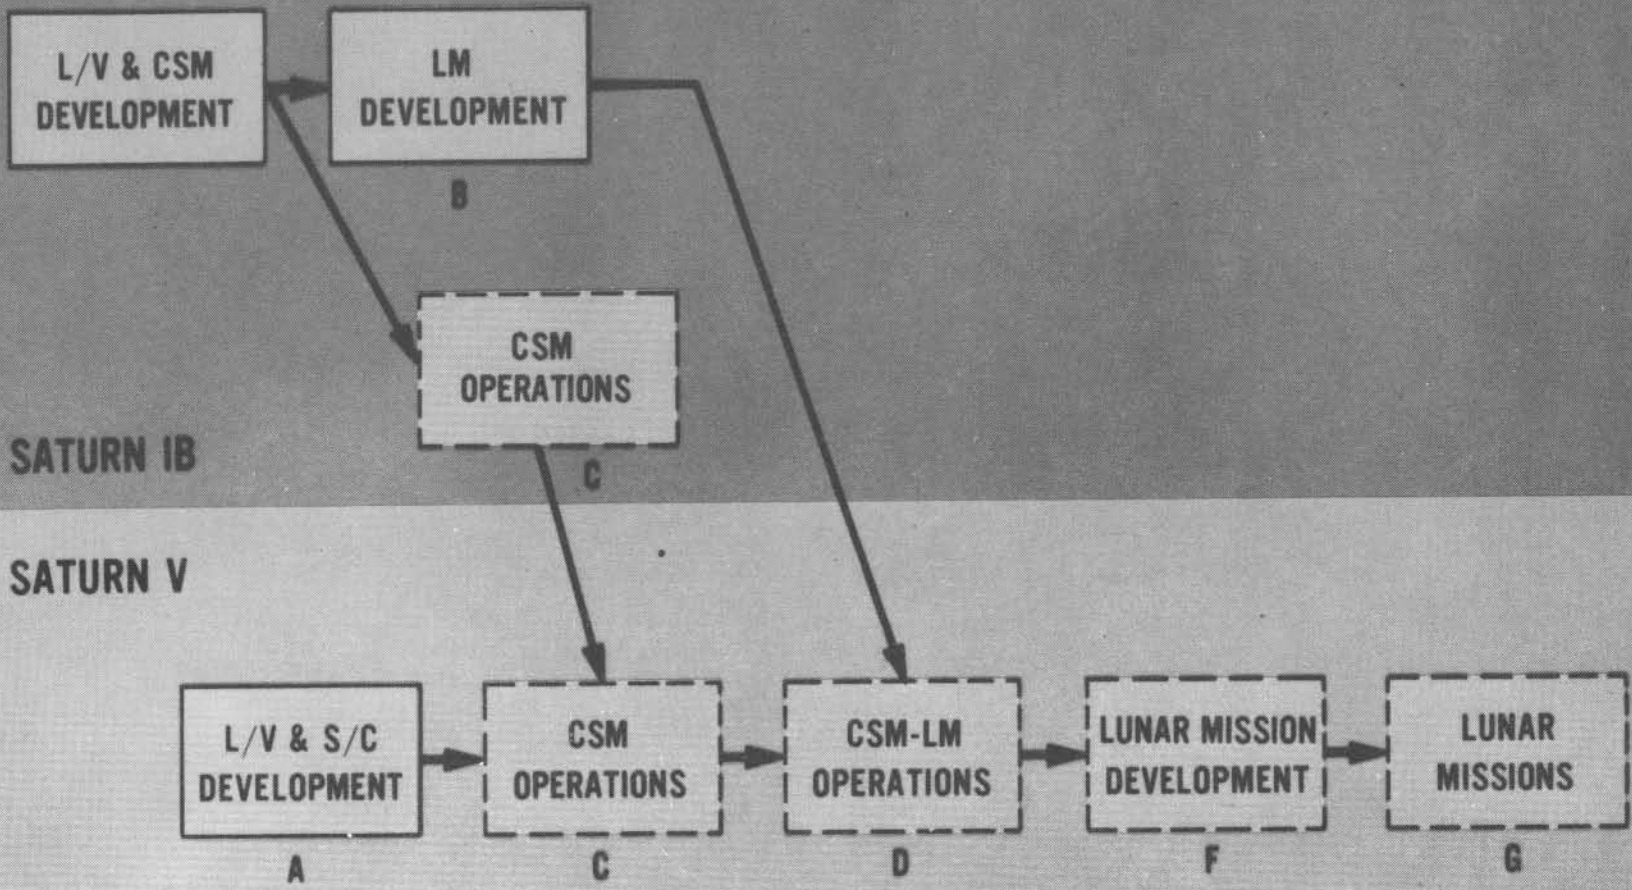 L/V & CSM
DEVELOPMENT
LM
DEVELOPMENT
B
CSM
OPERATIONS
C
SATURN IB
SATURN V
L/V & S/C
DEVELOPMENT
A
CSM
OPERATIONS
C
CSM-LM
OPERATIONS
D
LUNAR MISSION
DEVELOPMENT
F
LUNAR
MISSIONS
G